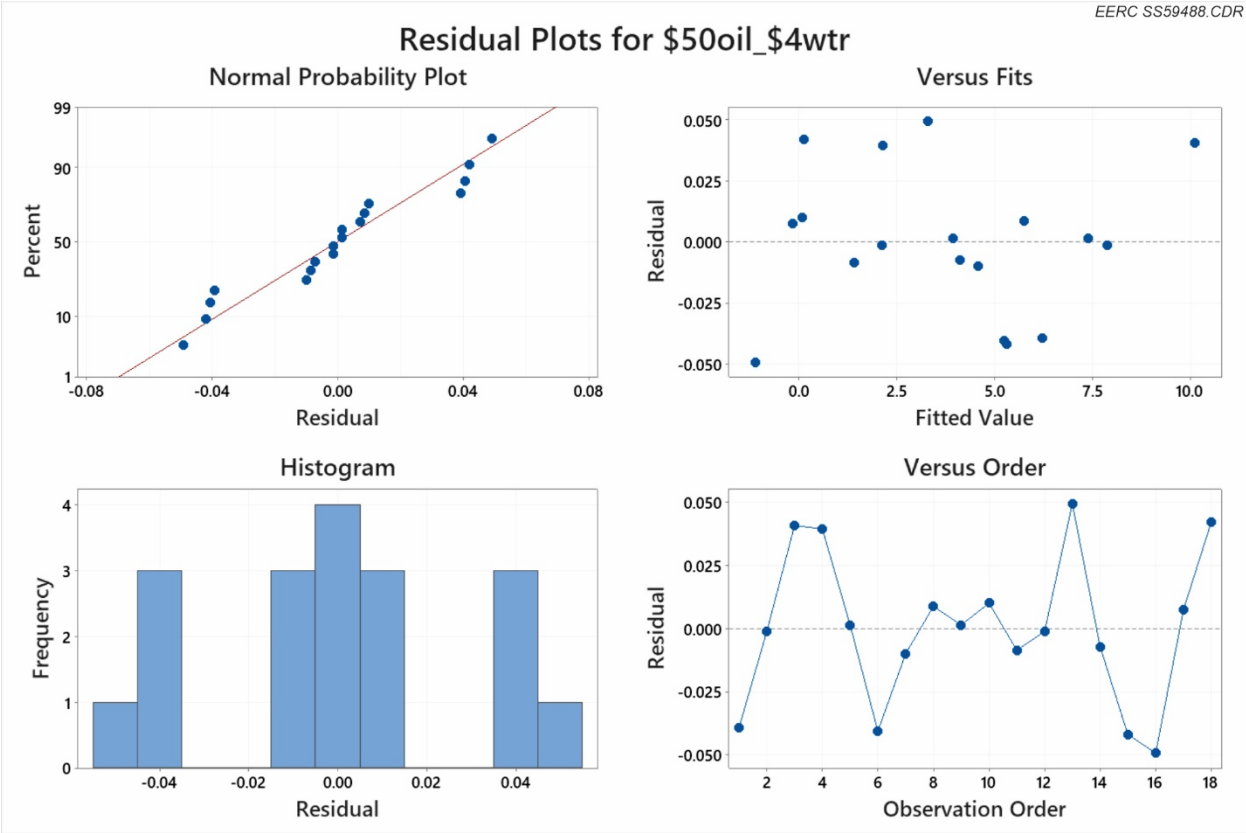 EERC SS59488.CDR
Residual Plots for $50oil_$4wtr
Normal Probability Plot
99
90
50
10
1
Percent
-0.08 -0.04 0.00 0.04 0.08
Residual
Versus Fits
0.050
0.025
0.000
-0.025
-0.050
Residual
0.0 2.5 5.0 7.5 10.0
Fitted Value
Histogram
4
3
2
1
0
Frequency
-0.04 -0.02 0.00 0.02 0.04
Residual
Versus Order
0.050
0.025
0.000
-0.025
-0.050
Residual
2 4 6 8 10 12 14 16 18
Observation Order